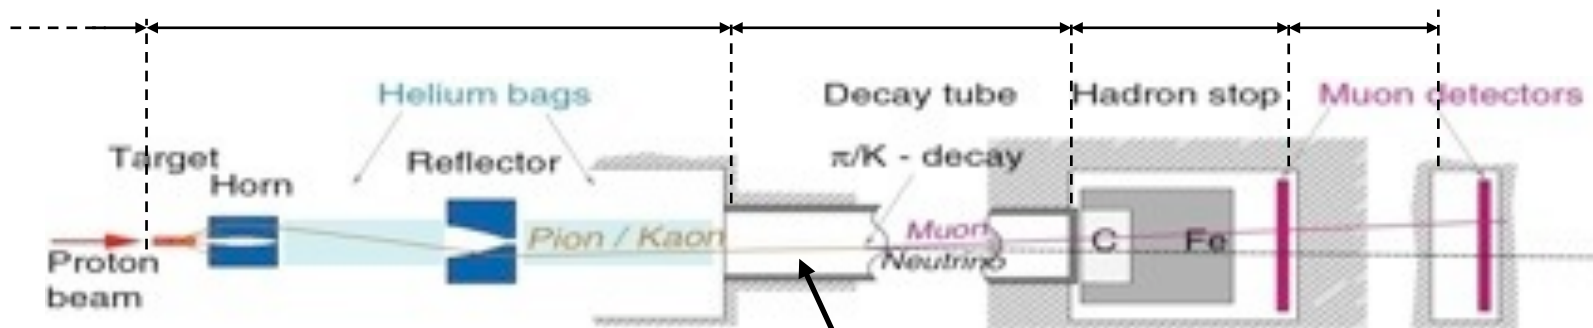 Helium bags
Decay tube
Hadron stop
Muon detectors
Target
Horn
Reflector
π/K - decay
Proton
beam
Pion / Kaon
Muon
Neutrino
C
Fe